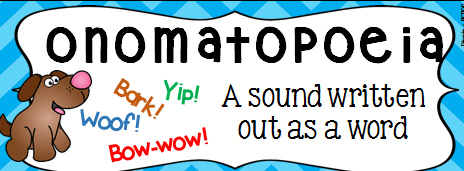 onomatopoeia
Bark! Yip!
Woof!
Bow-wow!
A sound written
out as a word